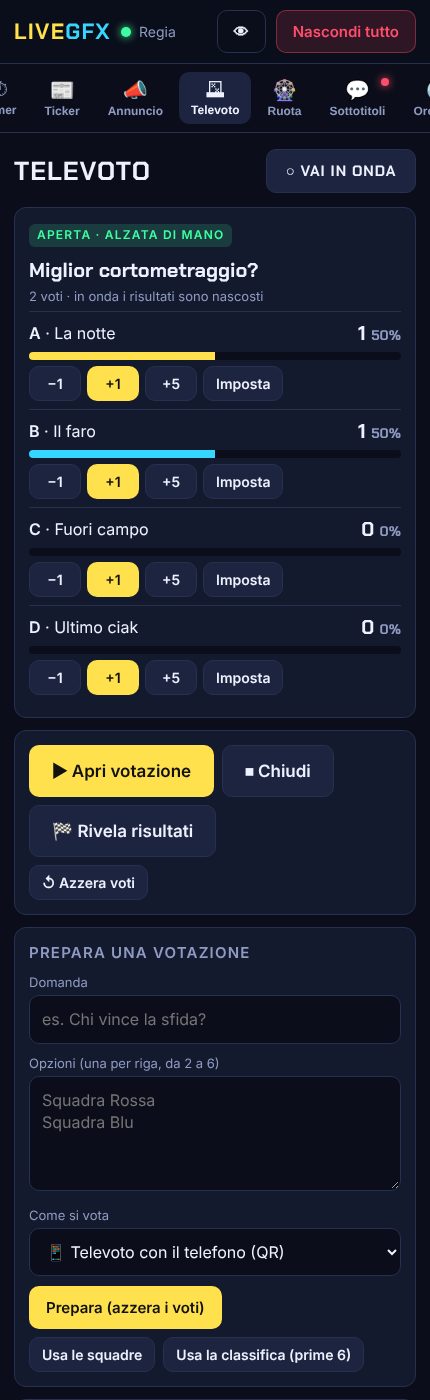 LIVEGFX Regia Nascondi tutto
mer Ticker Annuncio Televoto Ruota Sottotitoli Oro
TELEVOTO ○ VAI IN ONDA
APERTA · ALZATA DI MANO
Miglior cortometraggio?
2 voti · in onda i risultati sono nascosti
A · La notte 1 50%
−1 +1 +5 Imposta
B · Il faro 1 50%
−1 +1 +5 Imposta
C · Fuori campo 0 0%
−1 +1 +5 Imposta
D · Ultimo ciak 0 0%
−1 +1 +5 Imposta
▶ Apri votazione ■ Chiudi
Rivela risultati
↺ Azzera voti
PREPARA UNA VOTAZIONE
Domanda
es. Chi vince la sfida?
Opzioni (una per riga, da 2 a 6)
Squadra Rossa
Squadra Blu
Come si vota
Televoto con il telefono (QR)
Prepara (azzera i voti)
Usa le squadre Usa la classifica (prime 6)